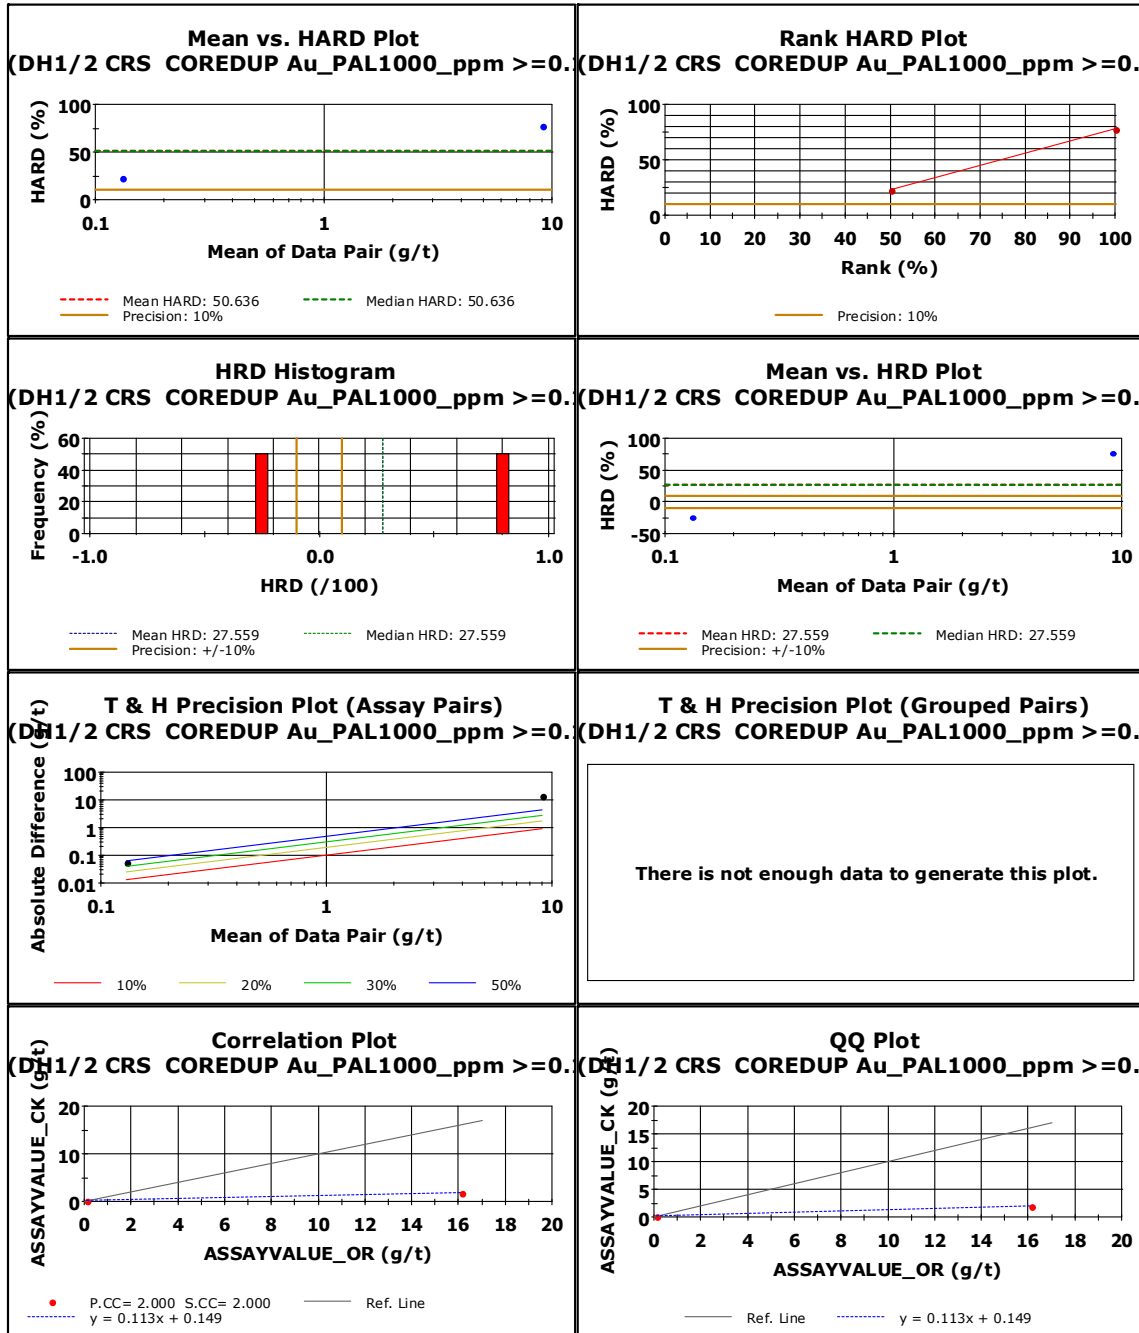 Mean vs. HARD Plot
(DH1/2 CRS COREDUP Au_PAL1000_ppm >=0.
HARD (%)
100
50
0
0.1
1
10
Mean of Data Pair (g/t)
Mean HARD: 50.636
Median HARD: 50.636
Precision: 10%
Rank HARD Plot
(DH1/2 CRS COREDUP Au_PAL1000_ppm >=0.
HARD (%)
100
50
0
0 10 20 30 40 50 60 70 80 90 100
Rank (%)
Precision: 10%
HRD Histogram
(DH1/2 CRS COREDUP Au_PAL1000_ppm >=0.
Frequency (%)
60
40
20
0
-1.0 0.0 1.0
HRD (/100)
Mean HRD: 27.559
Median HRD: 27.559
Precision: +/-10%
Mean vs. HRD Plot
(DH1/2 CRS COREDUP Au_PAL1000_ppm >=0.
HRD (%)
100
50
0
-50
0.1 1 10
Mean of Data Pair (g/t)
Mean HRD: 27.559
Median HRD: 27.559
Precision: +/-10%
T & H Precision Plot (Assay Pairs)
(DH1/2 CRS COREDUP Au_PAL1000_ppm >=0.
Absolute Difference (g/t)
100
10
1
0.1
0.01
0.1 1 10
Mean of Data Pair (g/t)
10% 20% 30% 50%
T & H Precision Plot (Grouped Pairs)
(DH1/2 CRS COREDUP Au_PAL1000_ppm >=0.
There is not enough data to generate this plot.
Correlation Plot
(DH1/2 CRS COREDUP Au_PAL1000_ppm >=0.
ASSAYVALUE_CK (g/t)
20
10
0
0 2 4 6 8 10 12 14 16 18 20
ASSAYVALUE_OR (g/t)
P.CC= 2.000 S.CC= 2.000
Ref. Line
y = 0.113x + 0.149
QQ Plot
(DH1/2 CRS COREDUP Au_PAL1000_ppm >=0.
ASSAYVALUE_CK (g/t)
20
15
10
5
0
0 2 4 6 8 10 12 14 16 18 20
ASSAYVALUE_OR (g/t)
Ref. Line
y = 0.113x + 0.149